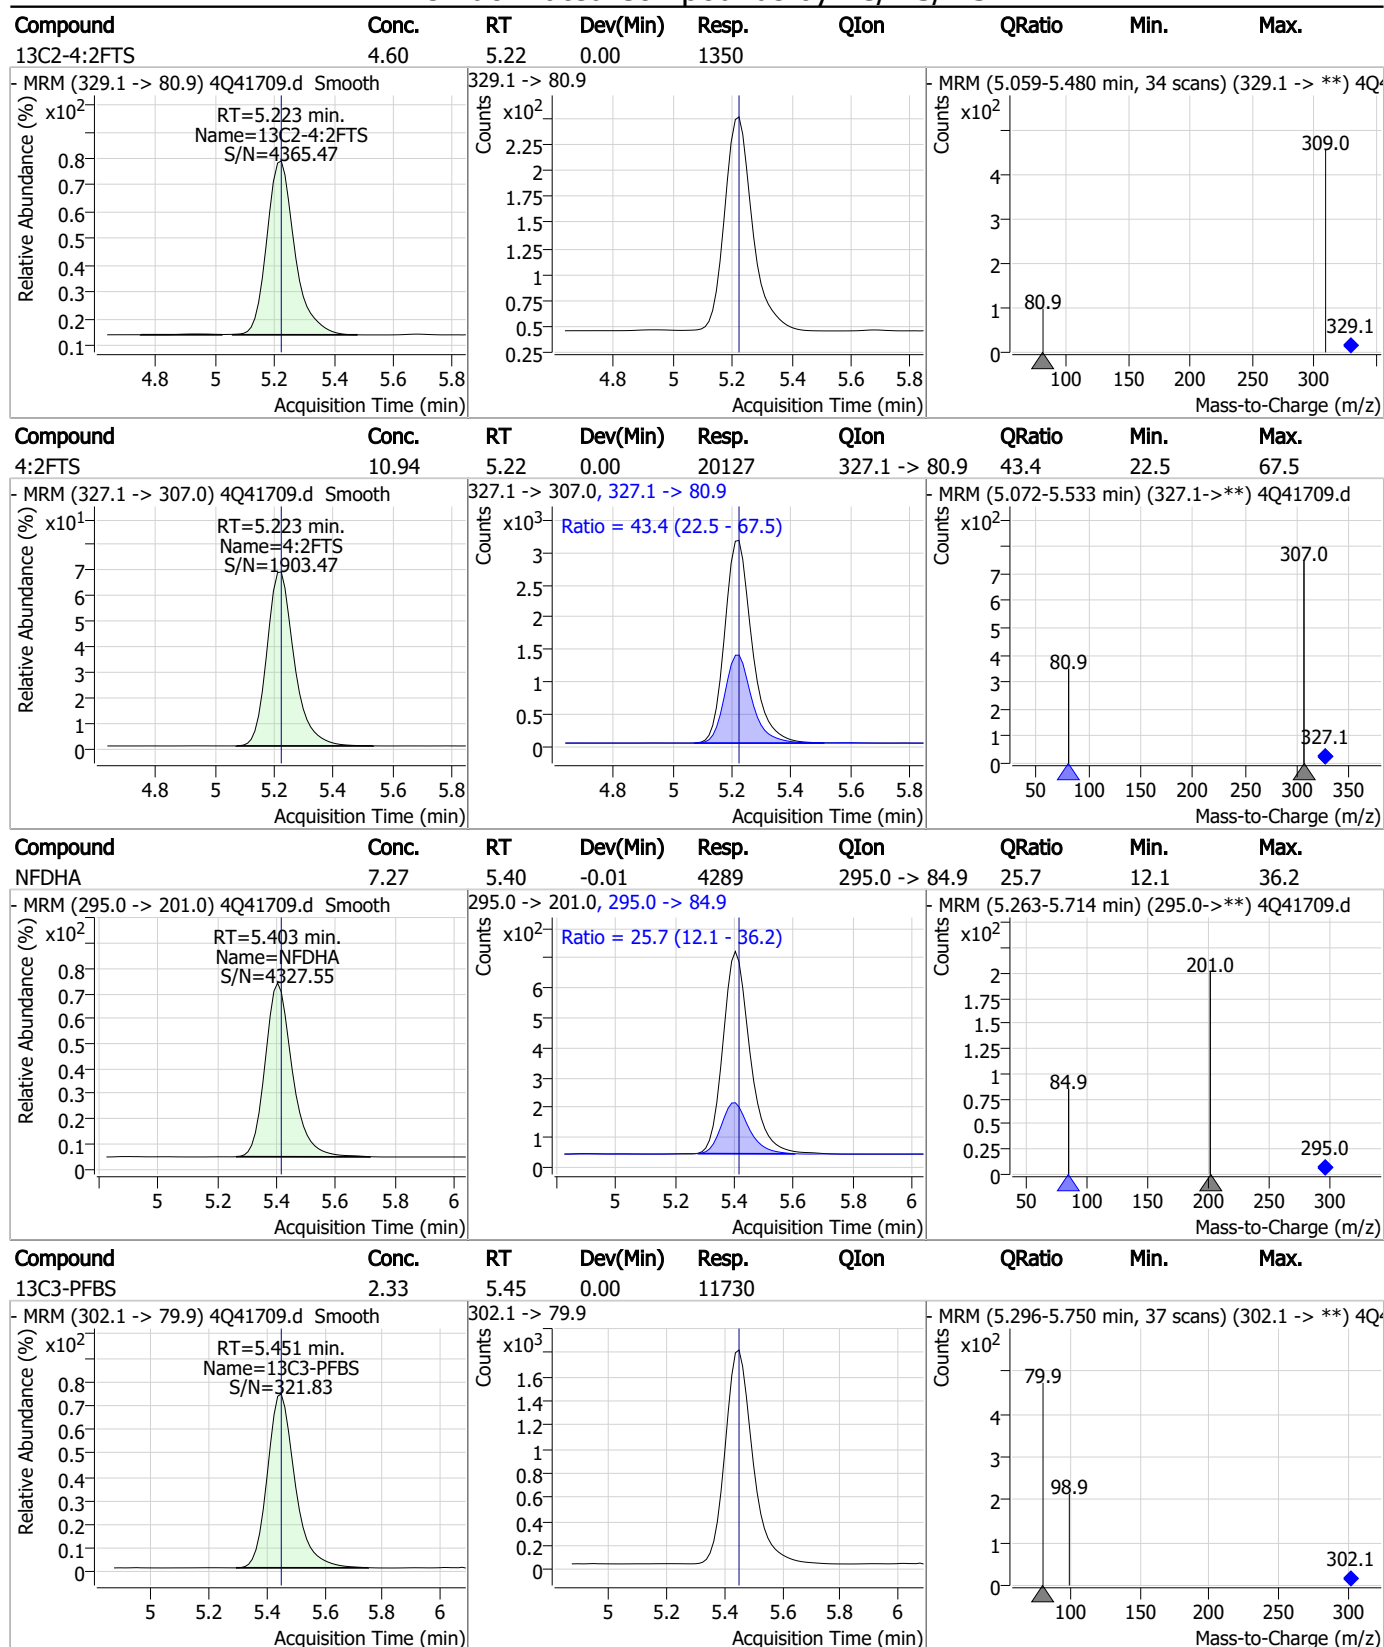 Compound Conc. RT Dev(Min) Resp. QIon QRatio Min. Max.
13C2-4:2FTS 4.60 5.22 0.00 1350
- MRM (329.1 -> 80.9) 4Q41709.d Smooth
x10²
RT=5.223 min.
Name=13C2-4:2FTS
S/N=4365.47
Relative Abundance (%)
0.8
0.7
0.6
0.5
0.4
0.3
0.2
0.1
4.8 5 5.2 5.4 5.6 5.8
Acquisition Time (min)
329.1 -> 80.9
Counts
x10²
2.25
2
1.75
1.5
1.25
1
0.75
0.5
0.25
4.8 5 5.2 5.4 5.6 5.8
Acquisition Time (min)
- MRM (5.059-5.480 min, 34 scans) (329.1 -> **) 4Q4
Counts
x10²
309.0
80.9
329.1
4
3
2
1
0
100 150 200 250 300
Mass-to-Charge (m/z)
Compound Conc. RT Dev(Min) Resp. QIon QRatio Min. Max.
4:2FTS 10.94 5.22 0.00 20127 327.1 -> 80.9 43.4 22.5 67.5
- MRM (327.1 -> 307.0) 4Q41709.d Smooth
x10¹
RT=5.223 min.
Name=4:2FTS
S/N=1903.47
Relative Abundance (%)
7
6
5
4
3
2
1
0
4.8 5 5.2 5.4 5.6 5.8
Acquisition Time (min)
327.1 -> 307.0, 327.1 -> 80.9
Counts
x10³
Ratio = 43.4 (22.5 - 67.5)
3
2.5
2
1.5
1
0.5
0
4.8 5 5.2 5.4 5.6 5.8
Acquisition Time (min)
- MRM (5.072-5.533 min) (327.1->**) 4Q41709.d
Counts
x10²
307.0
80.9
327.1
7
6
5
4
3
2
1
0
50 100 150 200 250 300 350
Mass-to-Charge (m/z)
Compound Conc. RT Dev(Min) Resp. QIon QRatio Min. Max.
NFDHA 7.27 5.40 -0.01 4289 295.0 -> 84.9 25.7 12.1 36.2
- MRM (295.0 -> 201.0) 4Q41709.d Smooth
x10²
RT=5.403 min.
Name=NFDHA
S/N=4327.55
Relative Abundance (%)
0.8
0.7
0.6
0.5
0.4
0.3
0.2
0.1
0
5 5.2 5.4 5.6 5.8 6
Acquisition Time (min)
295.0 -> 201.0, 295.0 -> 84.9
Counts
x10²
Ratio = 25.7 (12.1 - 36.2)
6
5
4
3
2
1
0
5 5.2 5.4 5.6 5.8 6
Acquisition Time (min)
- MRM (5.263-5.714 min) (295.0->**) 4Q41709.d
Counts
x10²
201.0
84.9
295.0
2
1.75
1.5
1.25
1
0.75
0.5
0.25
0
50 100 150 200 250 300
Mass-to-Charge (m/z)
Compound Conc. RT Dev(Min) Resp. QIon QRatio Min. Max.
13C3-PFBS 2.33 5.45 0.00 11730
- MRM (302.1 -> 79.9) 4Q41709.d Smooth
x10²
RT=5.451 min.
Name=13C3-PFBS
S/N=321.83
Relative Abundance (%)
0.8
0.7
0.6
0.5
0.4
0.3
0.2
0.1
0
5 5.2 5.4 5.6 5.8 6
Acquisition Time (min)
302.1 -> 79.9
Counts
x10³
1.6
1.4
1.2
1
0.8
0.6
0.4
0.2
0
5 5.2 5.4 5.6 5.8 6
Acquisition Time (min)
- MRM (5.296-5.750 min, 37 scans) (302.1 -> **) 4Q4
Counts
x10²
79.9
98.9
302.1
4
3
2
1
0
100 150 200 250 300
Mass-to-Charge (m/z)